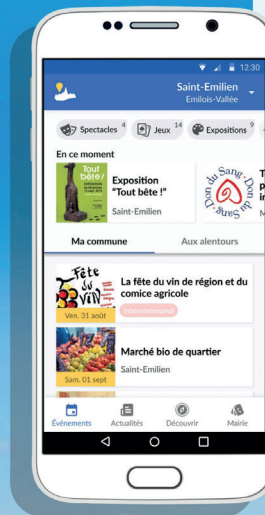 12:30
Saint-Emilien
Emilois-Vallée
Spectacles 4
Jeux 14
Expositions 9
En ce moment
Tout bête !
Exposition
"Tout bête !"
Saint-Emilien
Don du Sang
Don du Sang
Ma commune
Aux alentours
Fête du Vin
Ven. 31 août
La fête du vin de région et du
comice agricole
Intercommunal
Sam. 01 sept
Marché bio de quartier
Saint-Emilien
Événements
Actualités
Découvrir
Mairie